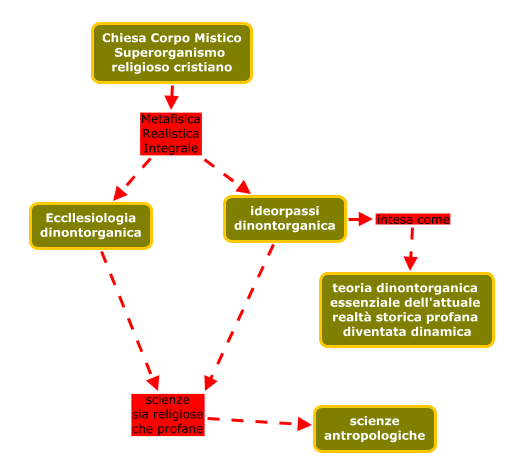 Chiesa Corpo Mistico
Superorganismo
religioso cristiano
Metafisica
Realistica
Integrale
Eccllesiologia
dinontorganica
ideorpassi
dinontorganica
intesa come
teoria dinontorganica
essenziale dell'attuale
realtà storica profana
diventata dinamica
scienze
sia religiose
che profane
scienze
antropologiche